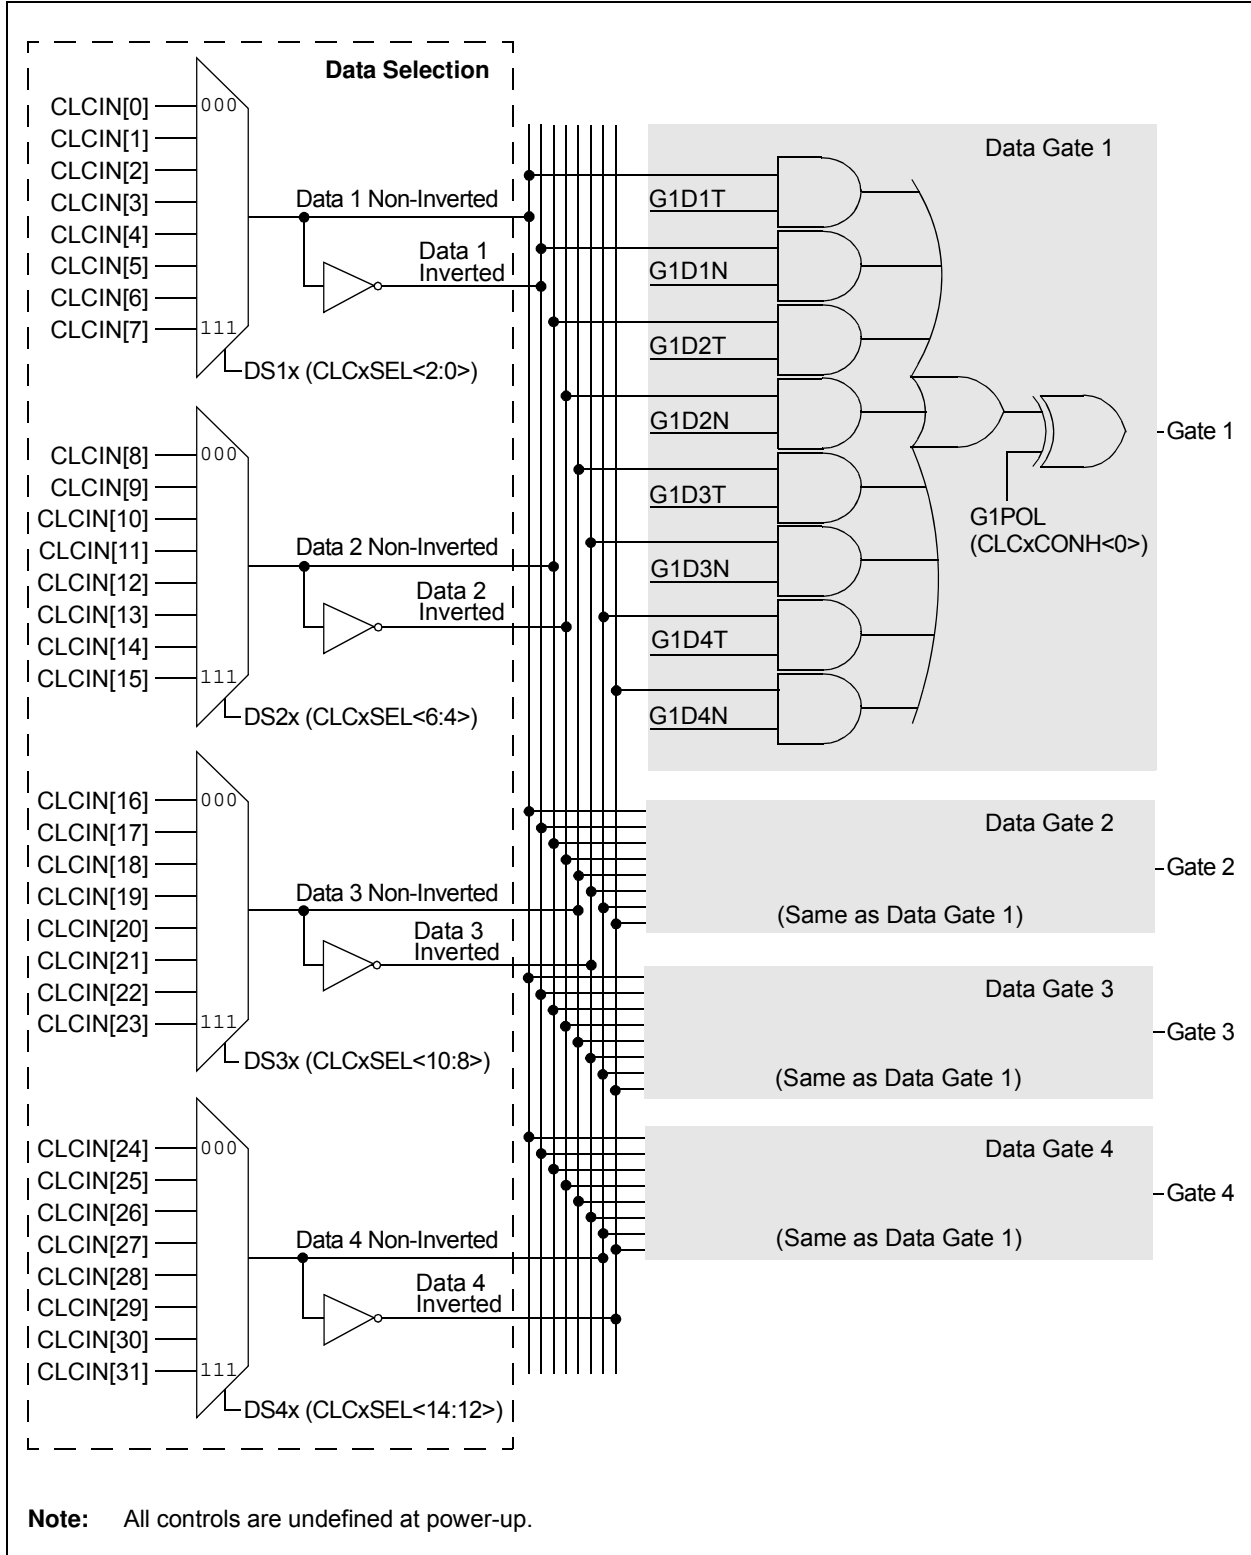 Data Selection
CLCIN[0]
000
CLCIN[1]
CLCIN[2]
CLCIN[3]
CLCIN[4]
CLCIN[5]
CLCIN[6]
CLCIN[7]
111
Data 1 Non-Inverted
Data 1
Inverted
DS1x (CLCxSEL<2:0>)
CLCIN[8]
000
CLCIN[9]
CLCIN[10]
CLCIN[11]
CLCIN[12]
CLCIN[13]
CLCIN[14]
CLCIN[15]
111
Data 2 Non-Inverted
Data 2
Inverted
DS2x (CLCxSEL<6:4>)
CLCIN[16]
000
CLCIN[17]
CLCIN[18]
CLCIN[19]
CLCIN[20]
CLCIN[21]
CLCIN[22]
CLCIN[23]
111
Data 3 Non-Inverted
Data 3
Inverted
DS3x (CLCxSEL<10:8>)
CLCIN[24]
000
CLCIN[25]
CLCIN[26]
CLCIN[27]
CLCIN[28]
CLCIN[29]
CLCIN[30]
CLCIN[31]
111
Data 4 Non-Inverted
Data 4
Inverted
DS4x (CLCxSEL<14:12>)
Data Gate 1
G1D1T
G1D1N
G1D2T
G1D2N
G1D3T
G1D3N
G1D4T
G1D4N
G1POL
(CLCxCONH<0>)
Gate 1
Data Gate 2
(Same as Data Gate 1)
Gate 2
Data Gate 3
(Same as Data Gate 1)
Gate 3
Data Gate 4
(Same as Data Gate 1)
Gate 4
Note: All controls are undefined at power-up.